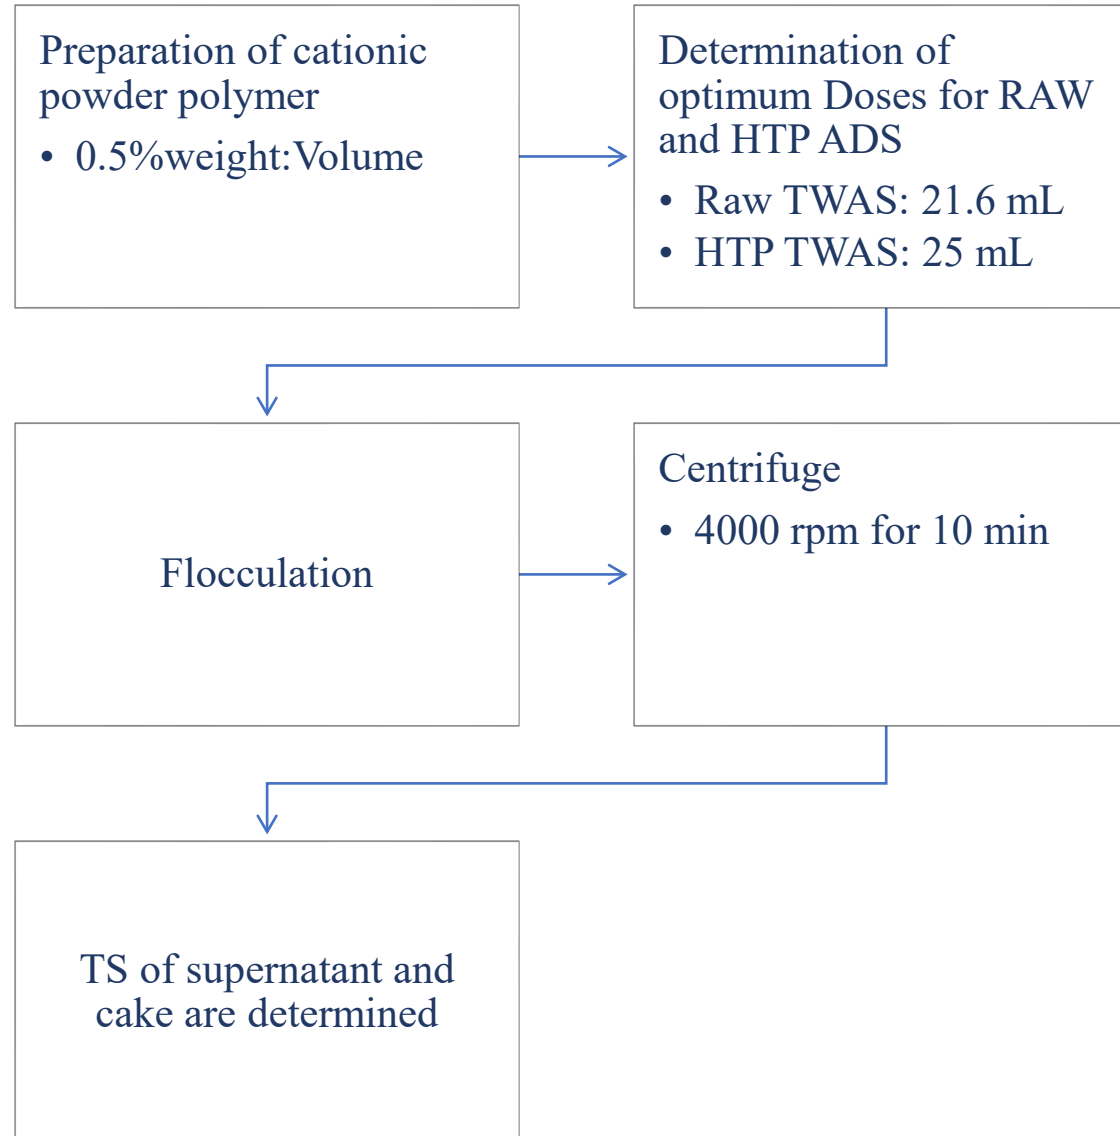 Preparation of cationic
powder polymer
• 0.5%weight:Volume
Determination of
optimum Doses for RAW
and HTP ADS
• Raw TWAS: 21.6 mL
• HTP TWAS: 25 mL
Flocculation
Centrifuge
• 4000 rpm for 10 min
TS of supernatant and
cake are determined